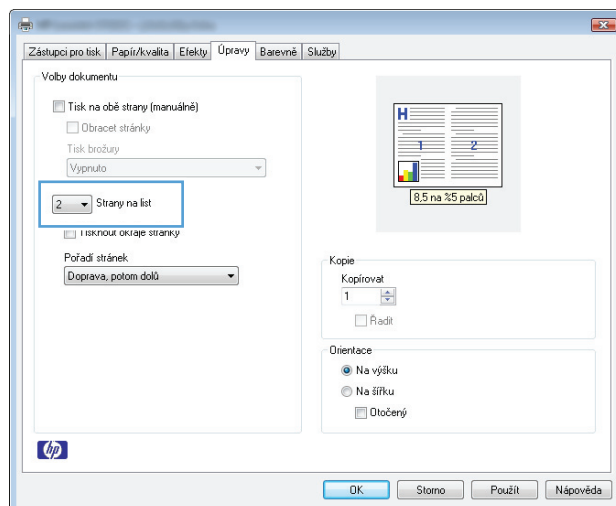 Zástupci pro tisk Papír/kvalita Efekty Úpravy Barevně Služby
Volby dokumentu
Tisk na obě strany (manuálně)
Obracet stránky
Tisk brožury
Vypnuto
2 Strany na list
Tisknout okraje stránky
Pořadí stránek
Doprava, potom dolů
H
1 2
8,5 na %5 palců
Kopie
Kopírovat
1
Řadit
Orientace
Na výšku
Na šířku
Otočený
hp
OK Storno Použít Nápověda